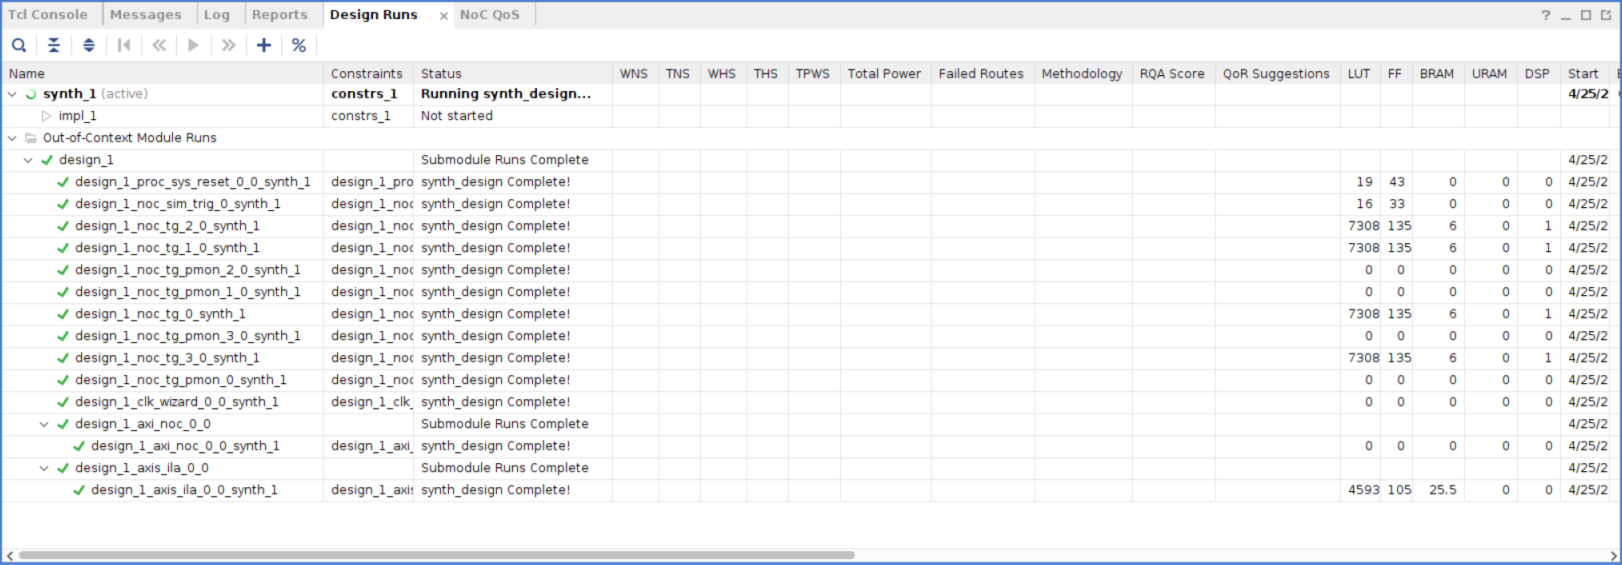 Tcl Console Messages Log Reports Design Runs × NoC QoS ?
%
Name Constraints Status WNS TNS WHS THS TPWS Total Power Failed Routes Methodology RQA Score QoR Suggestions LUT FF BRAM URAM DSP Start
synth_1 (active) constrs_1 Running synth_design... 4/25/2
impl_1 constrs_1 Not started
Out-of-Context Module Runs
design_1 Submodule Runs Complete 4/25/2
design_1_proc_sys_reset_0_0_synth_1 design_1_pro synth_design Complete! 19 43 0 0 0 4/25/2
design_1_noc_sim_trig_0_synth_1 design_1_noc synth_design Complete! 16 33 0 0 0 4/25/2
design_1_noc_tg_2_0_synth_1 design_1_noc synth_design Complete! 7308 135 6 0 1 4/25/2
design_1_noc_tg_1_0_synth_1 design_1_noc synth_design Complete! 7308 135 6 0 1 4/25/2
design_1_noc_tg_pmon_2_0_synth_1 design_1_noc synth_design Complete! 0 0 0 0 0 4/25/2
design_1_noc_tg_pmon_1_0_synth_1 design_1_noc synth_design Complete! 0 0 0 0 0 4/25/2
design_1_noc_tg_0_synth_1 design_1_noc synth_design Complete! 7308 135 6 0 1 4/25/2
design_1_noc_tg_pmon_3_0_synth_1 design_1_noc synth_design Complete! 0 0 0 0 0 4/25/2
design_1_noc_tg_3_0_synth_1 design_1_noc synth_design Complete! 7308 135 6 0 1 4/25/2
design_1_noc_tg_pmon_0_synth_1 design_1_noc synth_design Complete! 0 0 0 0 0 4/25/2
design_1_clk_wizard_0_0_synth_1 design_1_clk_ synth_design Complete! 0 0 0 0 0 4/25/2
design_1_axi_noc_0_0 Submodule Runs Complete 4/25/2
design_1_axi_noc_0_0_synth_1 design_1_axi_ synth_design Complete! 0 0 0 0 0 4/25/2
design_1_axis_ila_0_0 Submodule Runs Complete 4/25/2
design_1_axis_ila_0_0_synth_1 design_1_axis synth_design Complete! 4593 105 25.5 0 0 4/25/2